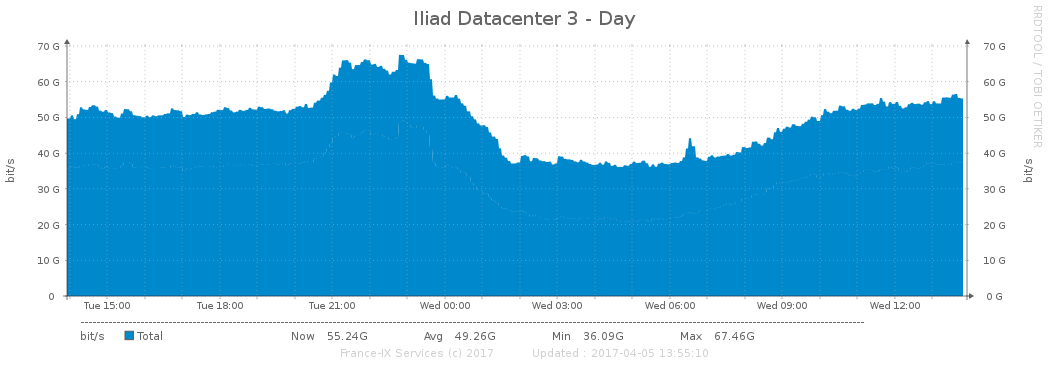 Iliad Datacenter 3 - Day
RRDTOOL / TOBI OETIKER
70 G 70 G
60 G 60 G
50 G 50 G
40 G 40 G
30 G 30 G
20 G 20 G
10 G 10 G
0 0 G
bit/s bit/s
Tue 15:00 Tue 18:00 Tue 21:00 Wed 00:00 Wed 03:00 Wed 06:00 Wed 09:00 Wed 12:00
bit/s Total Now 55.24G Avg 49.26G Min 36.09G Max 67.46G
France-IX Services (c) 2017 Updated : 2017-04-05 13:55:10